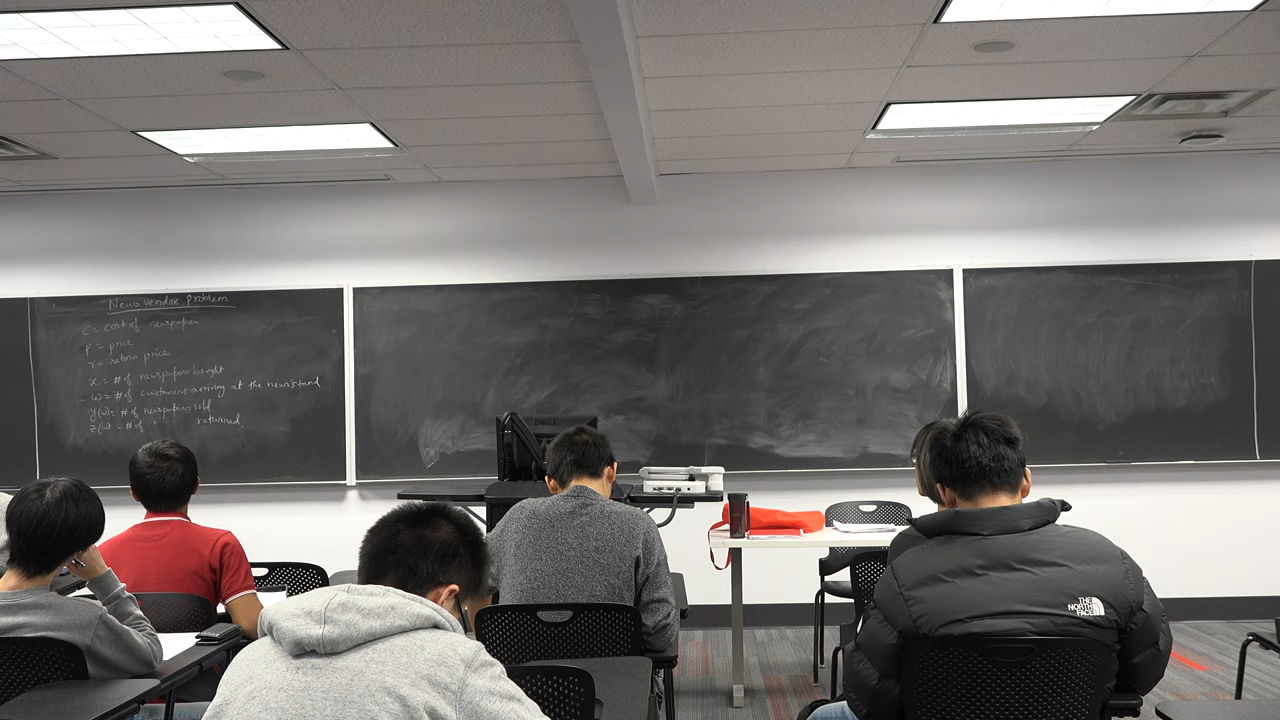 News vendor problem
C = cost of newspaper
P = price
r = return price
x = # of newspapers bought
ω = # of customers arriving at the newsstand
y(ω) = # of newspapers sold
z(ω = # of " returned.
DELL
THE
NORTH
FACE